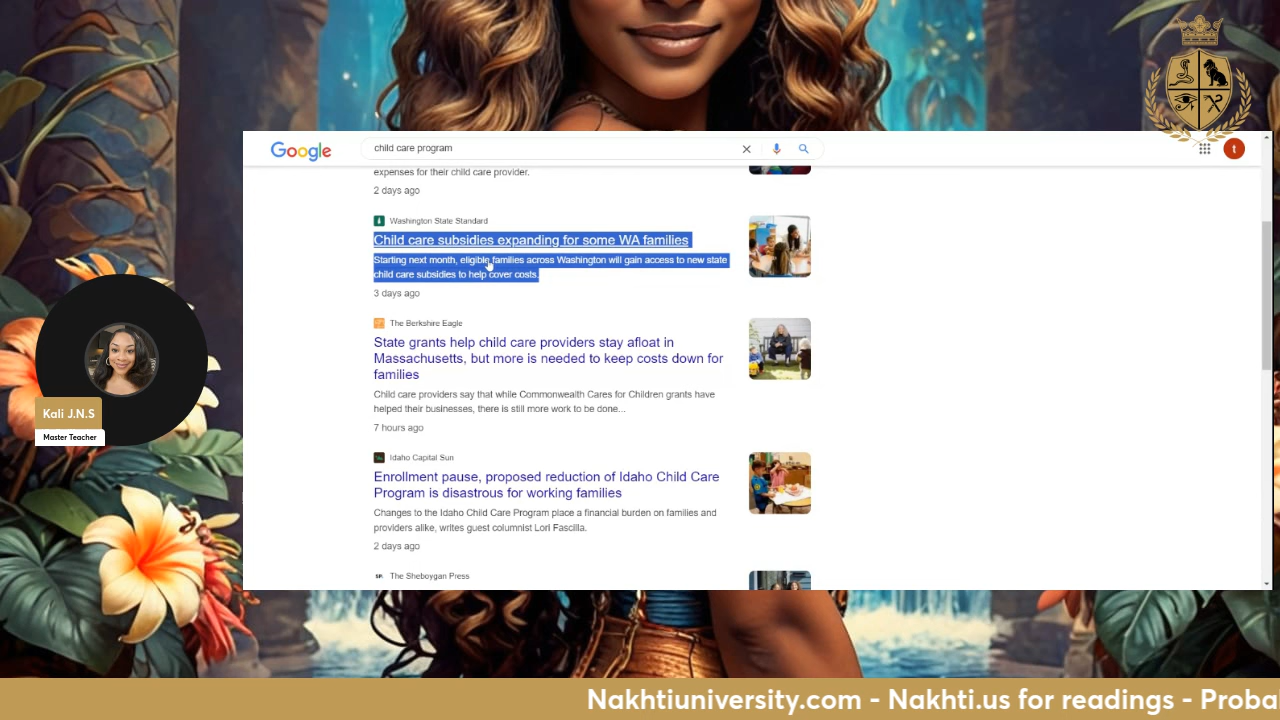 Google
child care program
t
expenses for their child care provider.
2 days ago
Washington State Standard
Child care subsidies expanding for some WA families
Starting next month, eligible families across Washington will gain access to new state
child care subsidies to help cover costs.
3 days ago
The Berkshire Eagle
State grants help child care providers stay afloat in
Massachusetts, but more is needed to keep costs down for
families
Child care providers say that while Commonwealth Cares for Children grants have
helped their businesses, there is still more work to be done...
7 hours ago
Idaho Capital Sun
Enrollment pause, proposed reduction of Idaho Child Care
Program is disastrous for working families
Changes to the Idaho Child Care Program place a financial burden on families and
providers alike, writes guest columnist Lori Fascilla.
2 days ago
SP.
The Sheboygan Press
Kali J.N.S
Master Teacher
Nakhtiuniversity.com - Nakhti.us for readings - Proba